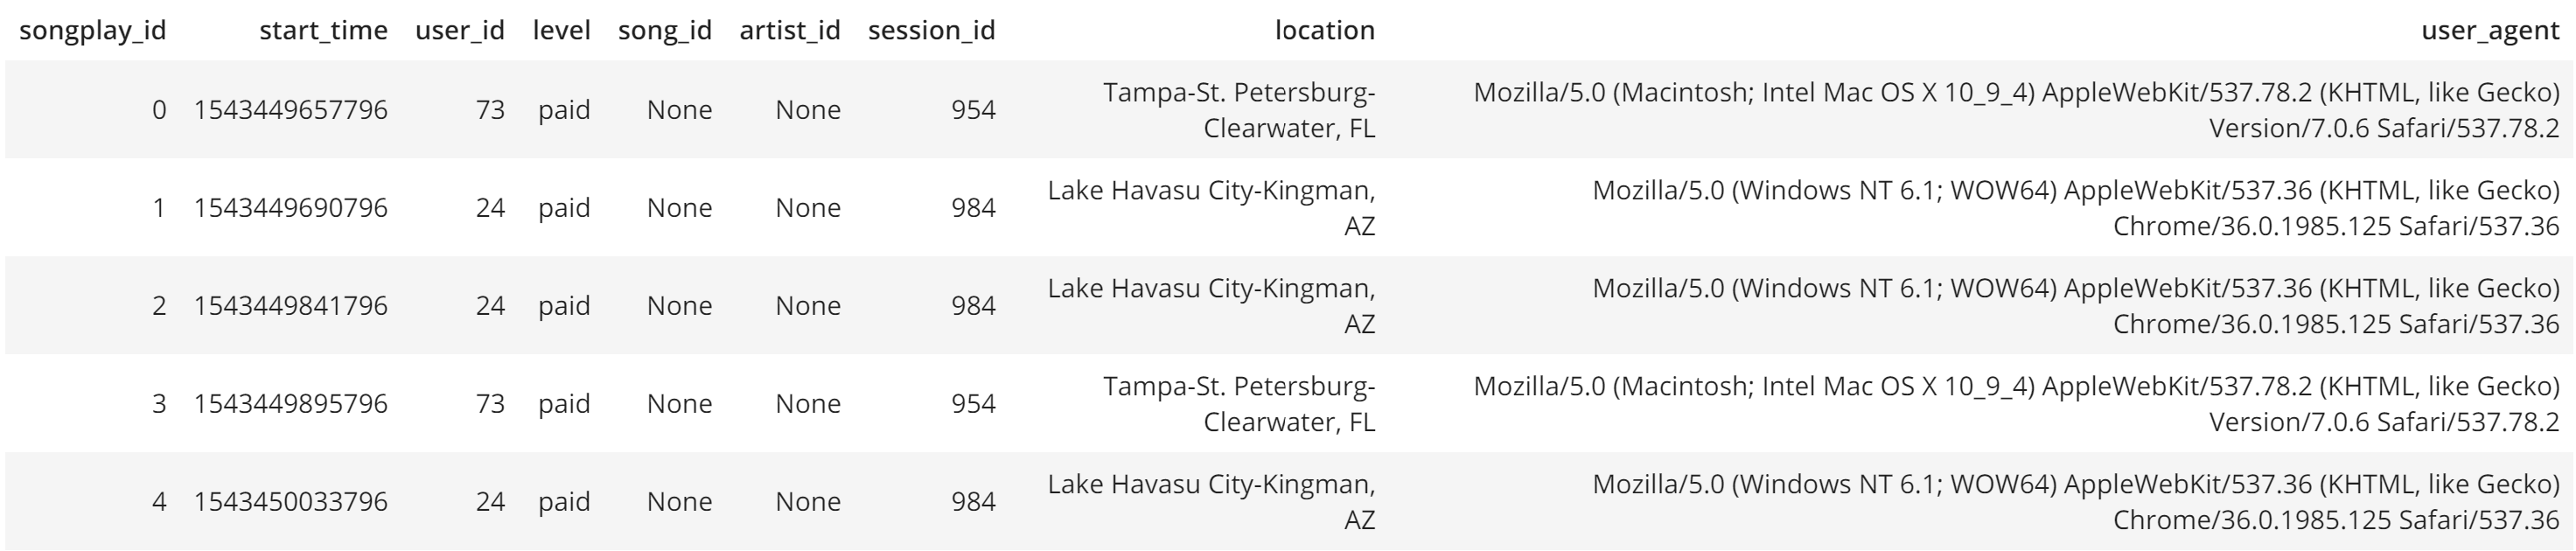 songplay_id start_time user_id level song_id artist_id session_id location user_agent
0 1543449657796 73 paid None None 954 Tampa-St. Petersburg- Mozilla/5.0 (Macintosh; Intel Mac OS X 10_9_4) AppleWebKit/537.78.2 (KHTML, like Gecko)
Clearwater, FL Version/7.0.6 Safari/537.78.2
1 1543449690796 24 paid None None 984 Lake Havasu City-Kingman, Mozilla/5.0 (Windows NT 6.1; WOW64) AppleWebKit/537.36 (KHTML, like Gecko)
AZ Chrome/36.0.1985.125 Safari/537.36
2 1543449841796 24 paid None None 984 Lake Havasu City-Kingman, Mozilla/5.0 (Windows NT 6.1; WOW64) AppleWebKit/537.36 (KHTML, like Gecko)
AZ Chrome/36.0.1985.125 Safari/537.36
3 1543449895796 73 paid None None 954 Tampa-St. Petersburg- Mozilla/5.0 (Macintosh; Intel Mac OS X 10_9_4) AppleWebKit/537.78.2 (KHTML, like Gecko)
Clearwater, FL Version/7.0.6 Safari/537.78.2
4 1543450033796 24 paid None None 984 Lake Havasu City-Kingman, Mozilla/5.0 (Windows NT 6.1; WOW64) AppleWebKit/537.36 (KHTML, like Gecko)
AZ Chrome/36.0.1985.125 Safari/537.36